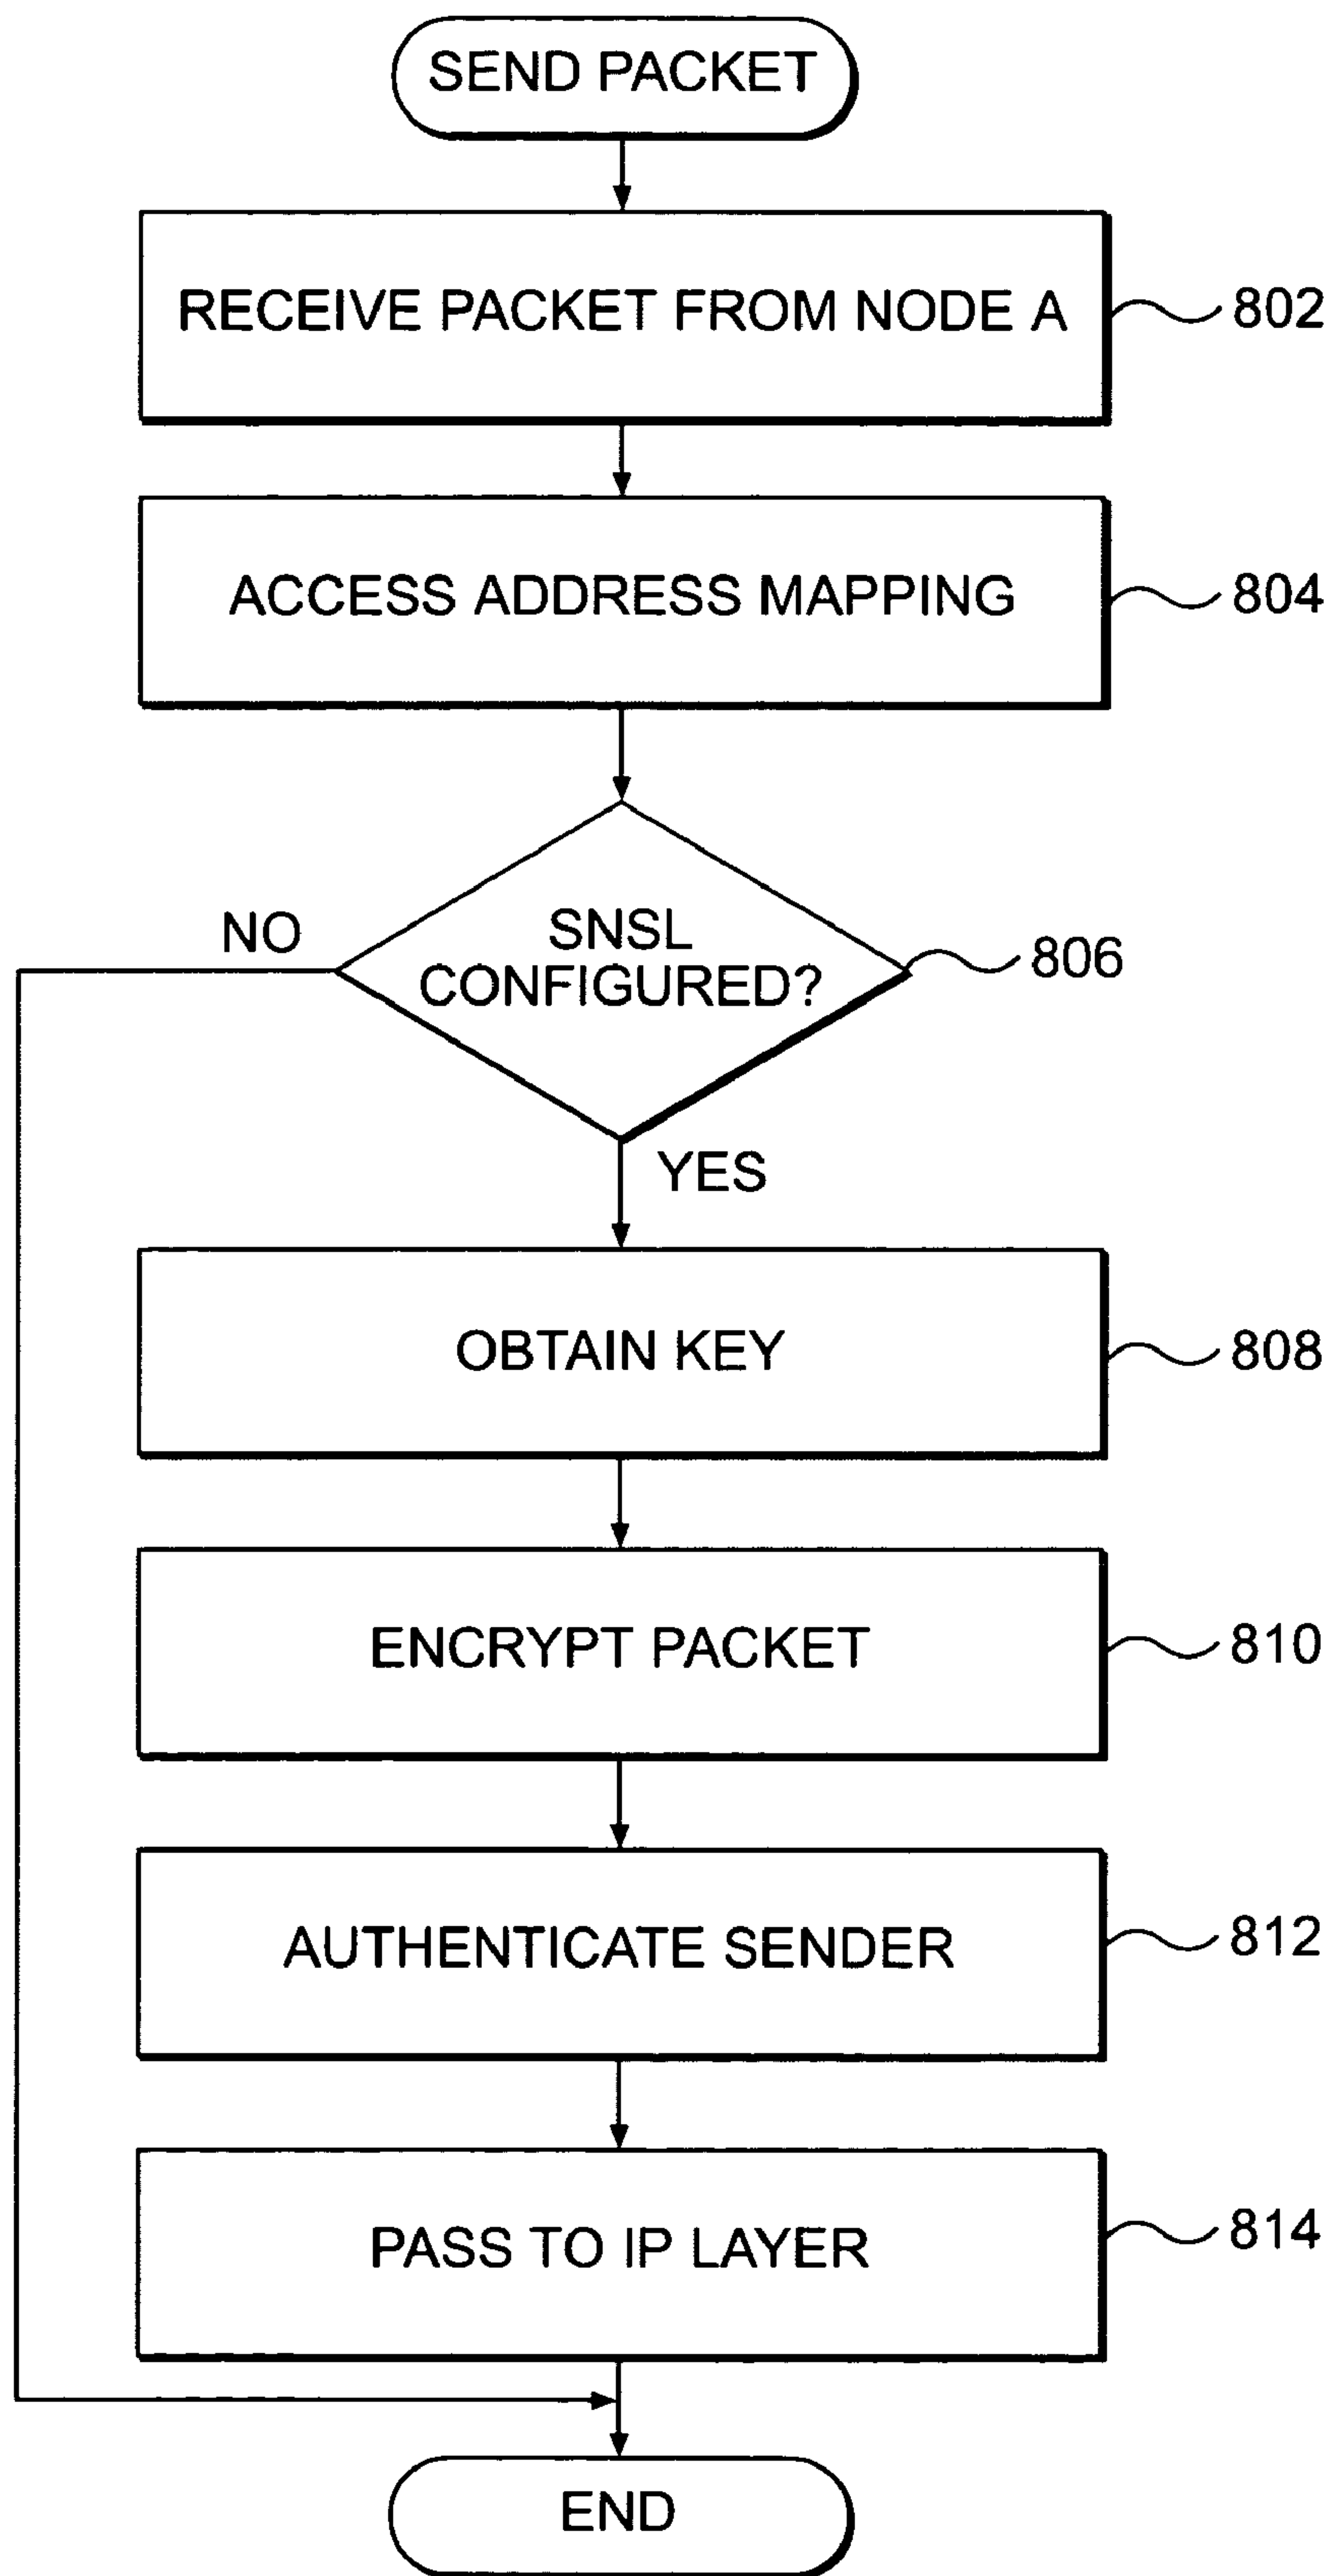 SEND PACKET
RECEIVE PACKET FROM NODE A
802
ACCESS ADDRESS MAPPING
804
NO
SNSL
CONFIGURED?
806
YES
OBTAIN KEY
808
ENCRYPT PACKET
810
AUTHENTICATE SENDER
812
PASS TO IP LAYER
814
END